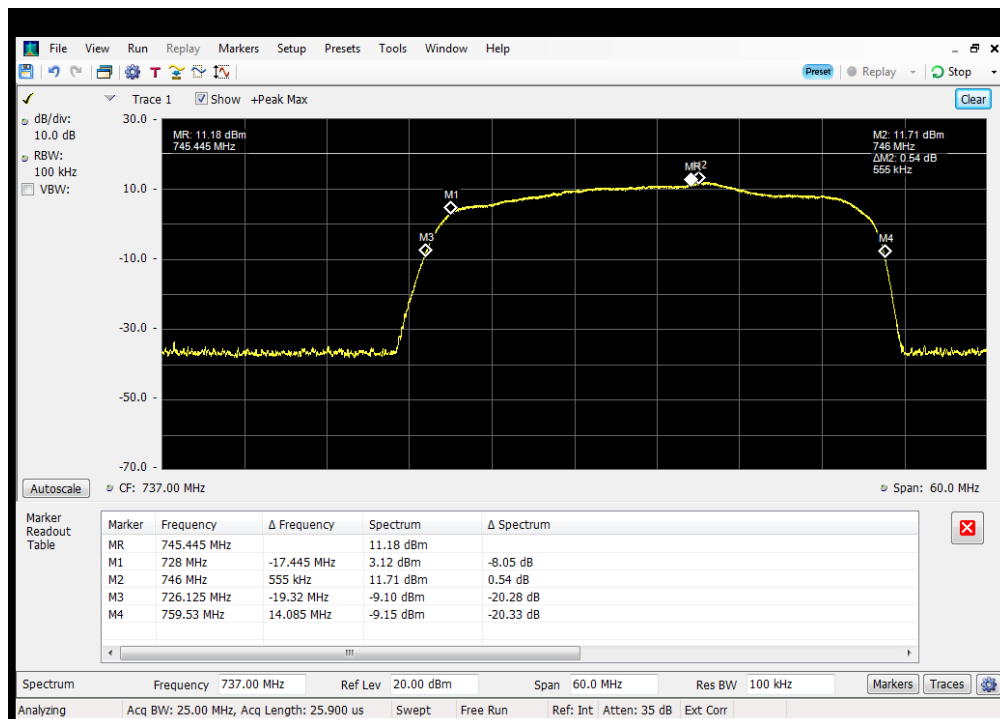 File View Run Replay Markers Setup Presets Tools Window Help
Preset Replay Stop
Trace 1 Show +Peak Max Clear
dB/div:
10.0 dB
RBW:
100 kHz
VBW:
30.0 -
10.0 -
-10.0 -
-30.0 -
-50.0 -
-70.0 -
MR: 11.18 dBm
745.445 MHz
M2: 11.71 dBm
746 MHz
ΔM2: 0.54 dB
555 kHz
M1
M3
M4
Autoscale CF: 737.00 MHz Span: 60.0 MHz
Marker
Readout
Table
Marker Frequency Δ Frequency Spectrum Δ Spectrum
MR 745.445 MHz 11.18 dBm
M1 728 MHz -17.445 MHz 3.12 dBm -8.05 dB
M2 746 MHz 555 kHz 11.71 dBm 0.54 dB
M3 726.125 MHz -19.32 MHz -9.10 dBm -20.28 dB
M4 759.53 MHz 14.085 MHz -9.15 dBm -20.33 dB
Spectrum Frequency 737.00 MHz Ref Lev 20.00 dBm Span 60.0 MHz Res BW 100 kHz Markers Traces
Analyzing Acq BW: 25.00 MHz, Acq Length: 25.900 us Swept Free Run Ref: Int Atten: 35 dB Ext Corr